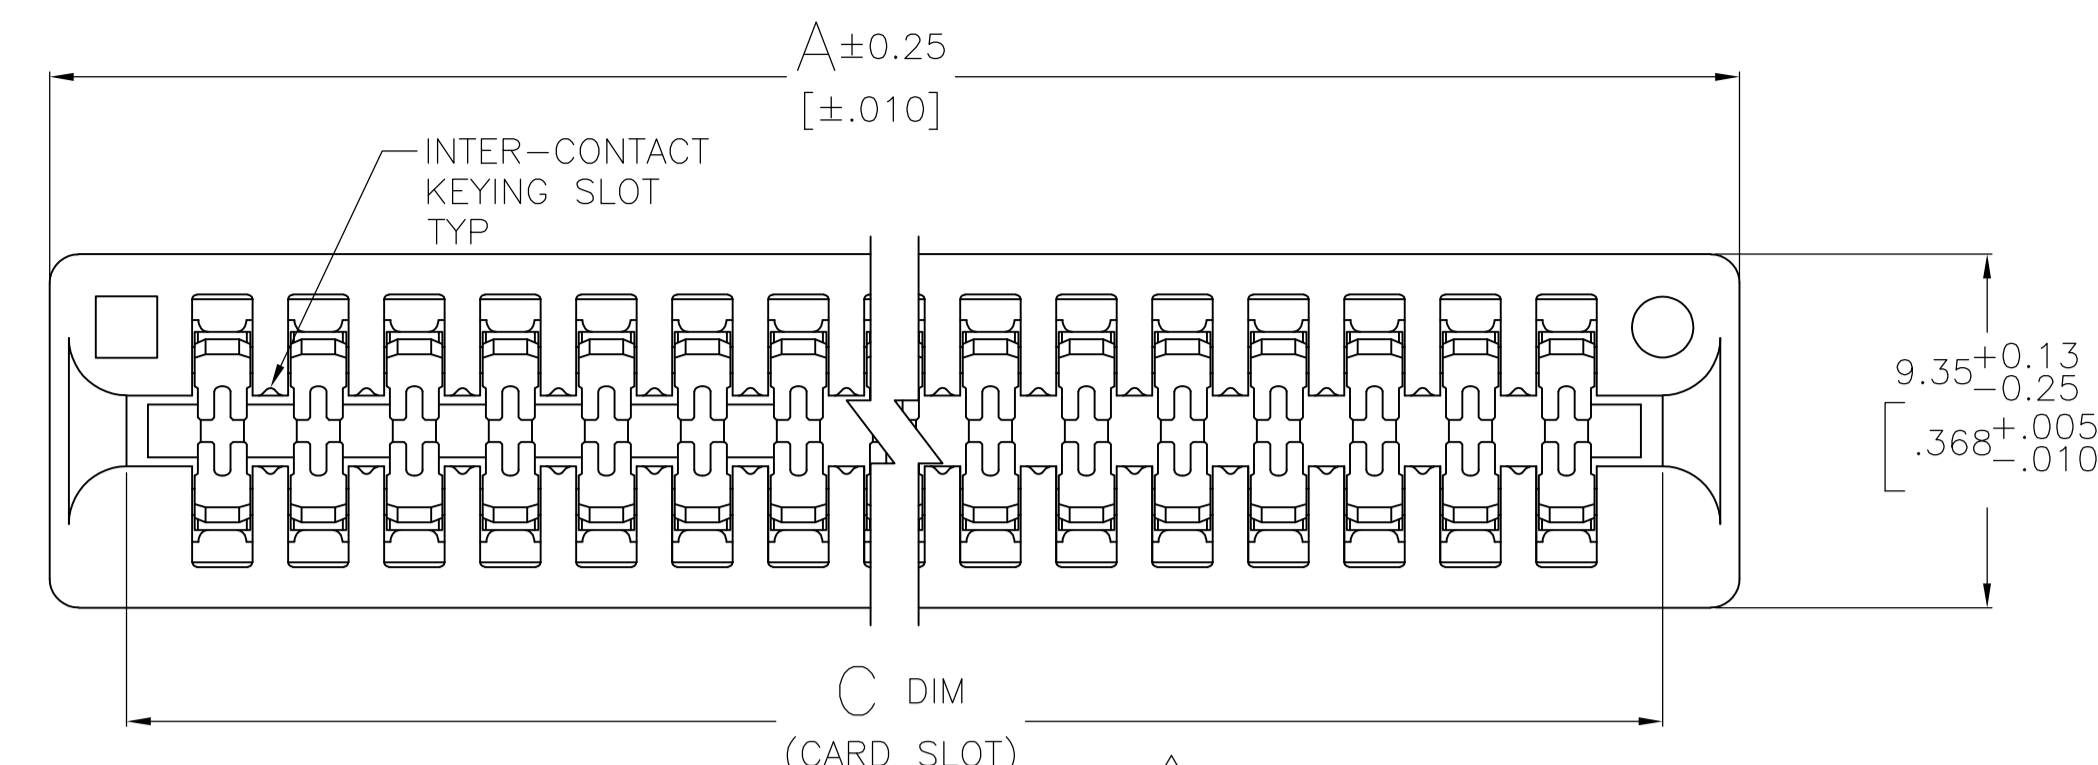 A±0.25
[±.010]
INTER-CONTACT
KEYING SLOT
TYP
9.35+0.13
-0.25
[.368+.005
-.010
C DIM
(CARD SLOT)